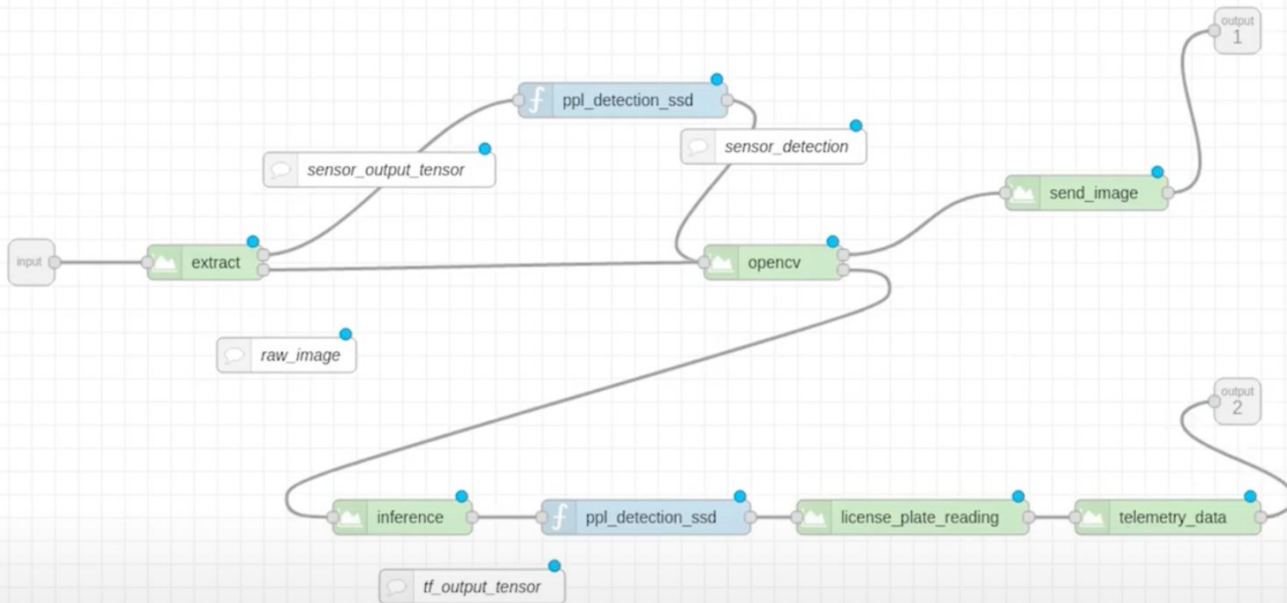 output
1
ppl_detection_ssd
sensor_detection
sensor_output_tensor
send_image
input
extract
opencv
raw_image
output
2
inference
ppl_detection_ssd
license_plate_reading
telemetry_data
tf_output_tensor